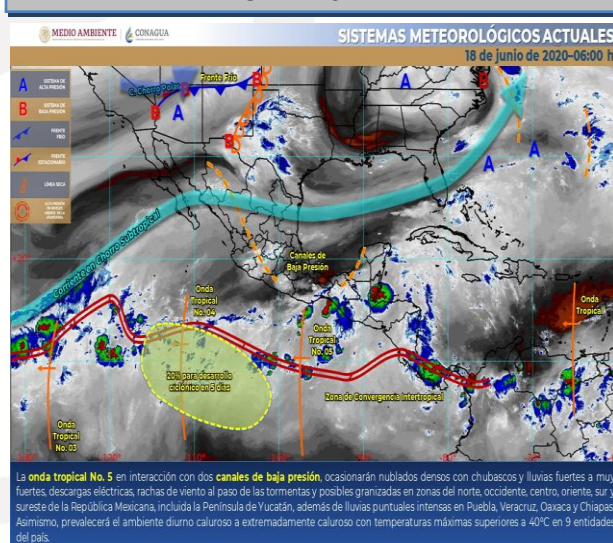 MEDIO AMBIENTE
CONAGUA
SISTEMAS METEOROLÓGICOS ACTUALES
18 de junio de 2020-06:00 h
A SISTEMA DE ALTA PRESIÓN
B SISTEMA DE BAJA PRESIÓN
FRENTE FRÍO
FRENTE ESTACIONARIO
LÍNEA SECA
Frente Frío
C. Chorro Polar
B
B
B
A
B
A
B
A
A
Corriente en Chorro Subtropical
Canales de
Baja Presión
Onda
Tropical
No. 04
Onda
Tropical
No. 05
Onda
Tropical
20% para desarrollo
ciclónico en 5 días
Zona de Convergencia Intertropical
Onda
Tropical
No. 03
La onda tropical No. 5 en interacción con dos canales de baja presión, ocasionarán nublados densos con chubascos y lluvias fuertes a muy
fuertes, descargas eléctricas, rachas de viento al paso de las tormentas y posibles granizadas en zonas del norte, occidente, centro, oriente, sur y
sureste de la República Mexicana, incluida la Península de Yucatán, además de lluvias puntuales intensas en Puebla, Veracruz, Oaxaca y Chiapas.
Asimismo, prevalecerá el ambiente diurno caluroso a extremadamente caluroso con temperaturas máximas superiores a 40°C en 9 entidades
del país.